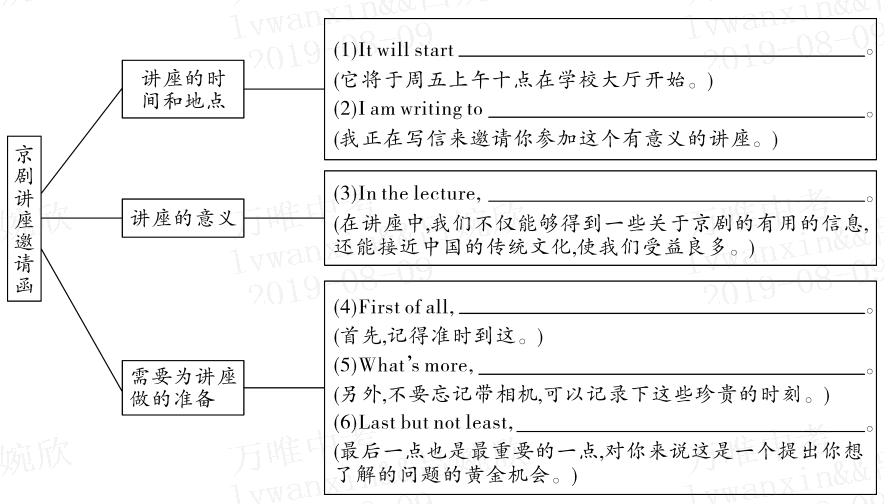 (1)It will start 。
讲座的时
间和地点
(它将于周五上午十点在学校大厅开始。)
(2)I am writing to 。
(我正在写信来邀请你参加这个有意义的讲座。)
京剧讲座邀请函
讲座的意义
(3)In the lecture, 。
(在讲座中,我们不仅能够得到一些关于京剧的有用的信息,
还能接近中国的传统文化,使我们受益良多。)
需要为讲座
做的准备
(4)First of all, 。
(首先,记得准时到这。)
(5)What's more, 。
(另外,不要忘记带相机,可以记录下这些珍贵的时刻。)
(6)Last but not least, 。
(最后一点也是最重要的一点,对你来说这是一个提出你想
了解的问题的黄金机会。)
万唯中考
lvwanxin&&
2019-08-09
婉欣